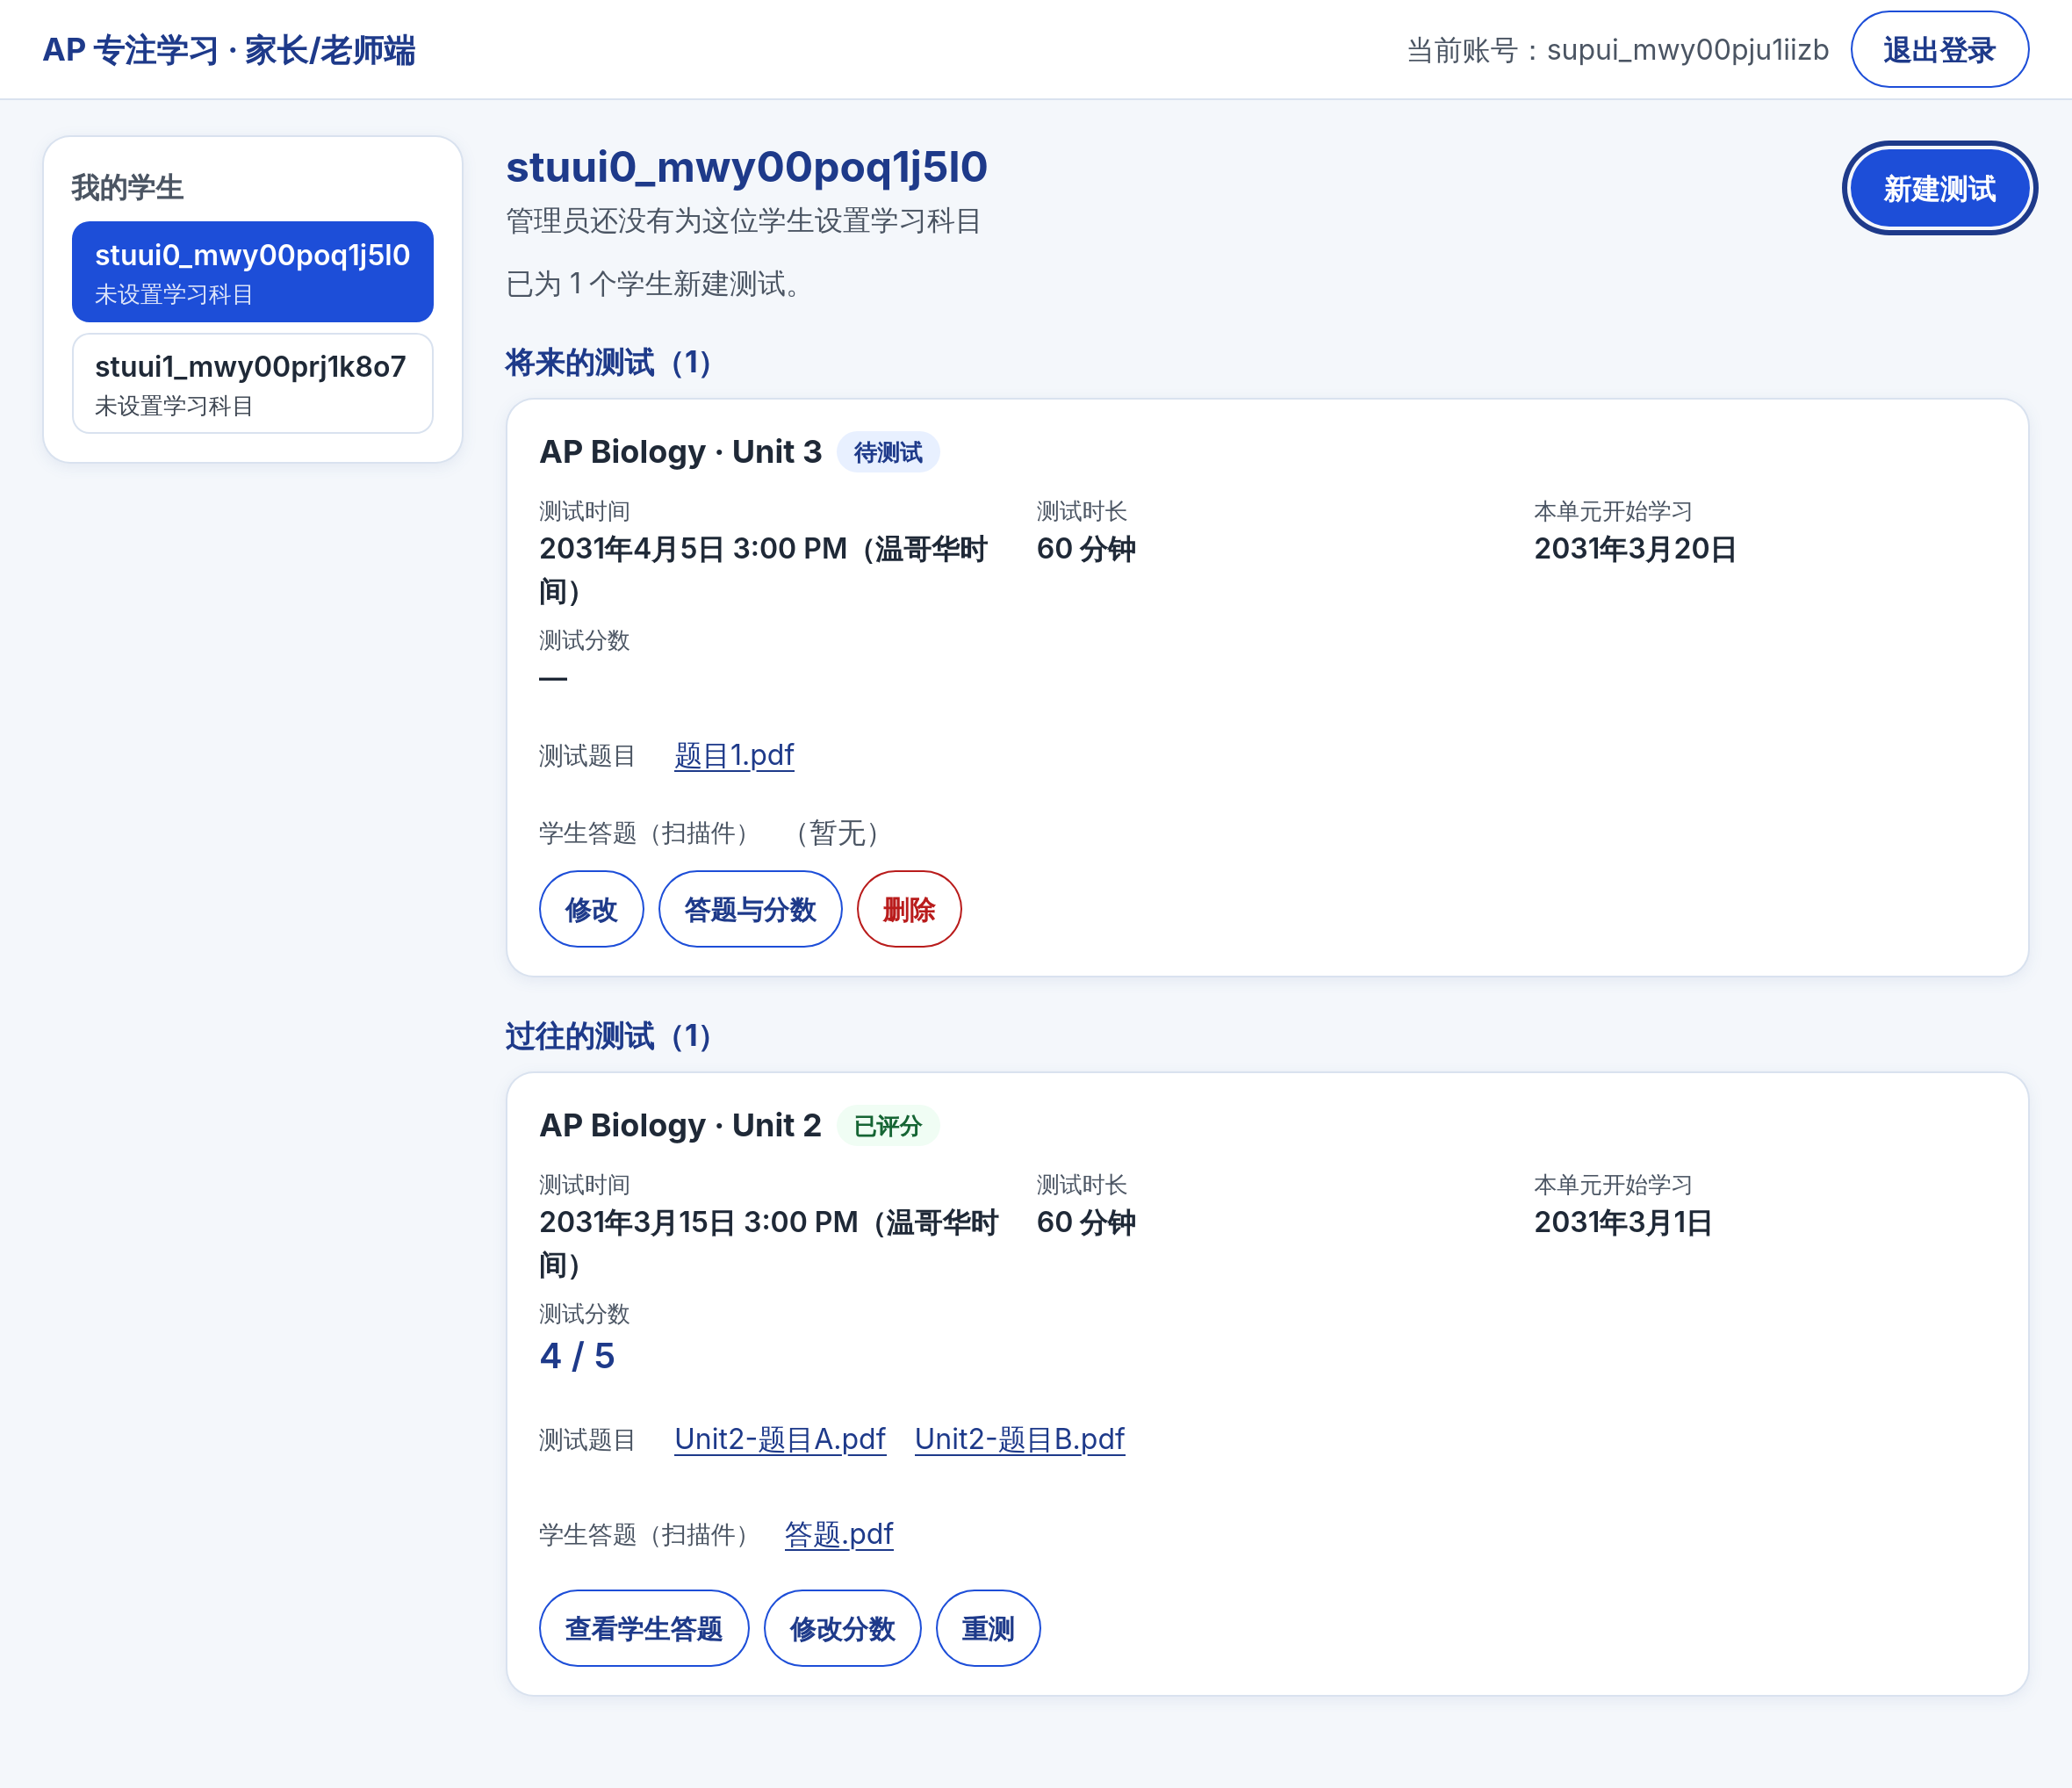 AP 专注学习 · 家长/老师端
当前账号：supui_mwy00pju1iizb
退出登录
我的学生
stuui0_mwy00poq1j5l0
未设置学习科目
stuui1_mwy00prj1k8o7
未设置学习科目
stuui0_mwy00poq1j5l0
管理员还没有为这位学生设置学习科目
新建测试
已为 1 个学生新建测试。
将来的测试（1）
AP Biology · Unit 3
待测试
测试时间
2031年4月5日 3:00 PM（温哥华时
间）
测试时长
60 分钟
本单元开始学习
2031年3月20日
测试分数
—
测试题目
题目1.pdf
学生答题（扫描件）
（暂无）
修改
答题与分数
删除
过往的测试（1）
AP Biology · Unit 2
已评分
测试时间
2031年3月15日 3:00 PM（温哥华时
间）
测试时长
60 分钟
本单元开始学习
2031年3月1日
测试分数
4 / 5
测试题目
Unit2-题目A.pdf
Unit2-题目B.pdf
学生答题（扫描件）
答题.pdf
查看学生答题
修改分数
重测